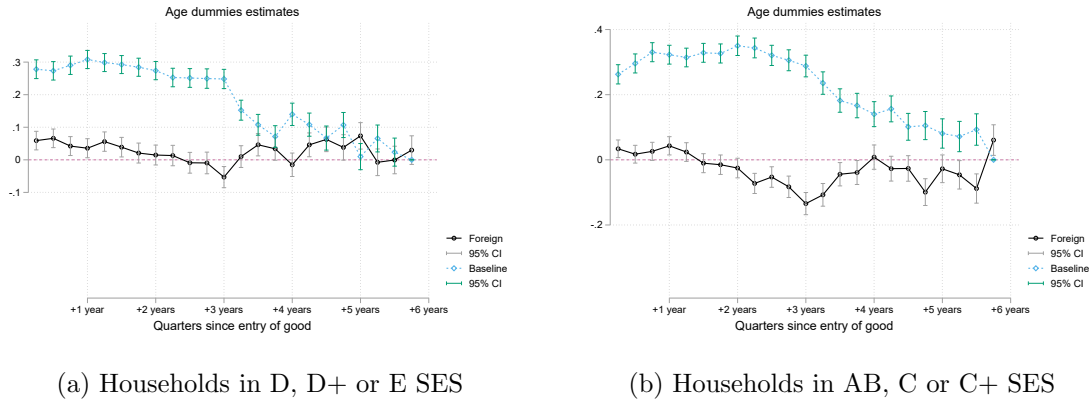 Age dummies estimates
.3
.2
.1
0
-.1
Foreign
95% CI
Baseline
95% CI
+1 year
+2 years
+3 years
+4 years
+5 years
+6 years
Quarters since entry of good
(a) Households in D, D+ or E SES
Age dummies estimates
.4
.2
0
-.2
Foreign
95% CI
Baseline
95% CI
+1 year
+2 years
+3 years
+4 years
+5 years
+6 years
Quarters since entry of good
(b) Households in AB, C or C+ SES